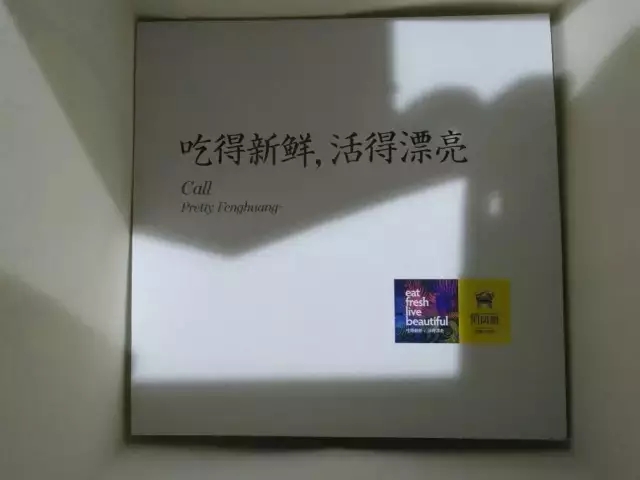 吃得新鲜，活得漂亮
Call
Pretty Fenghuang
eat
fresh
live
beautiful